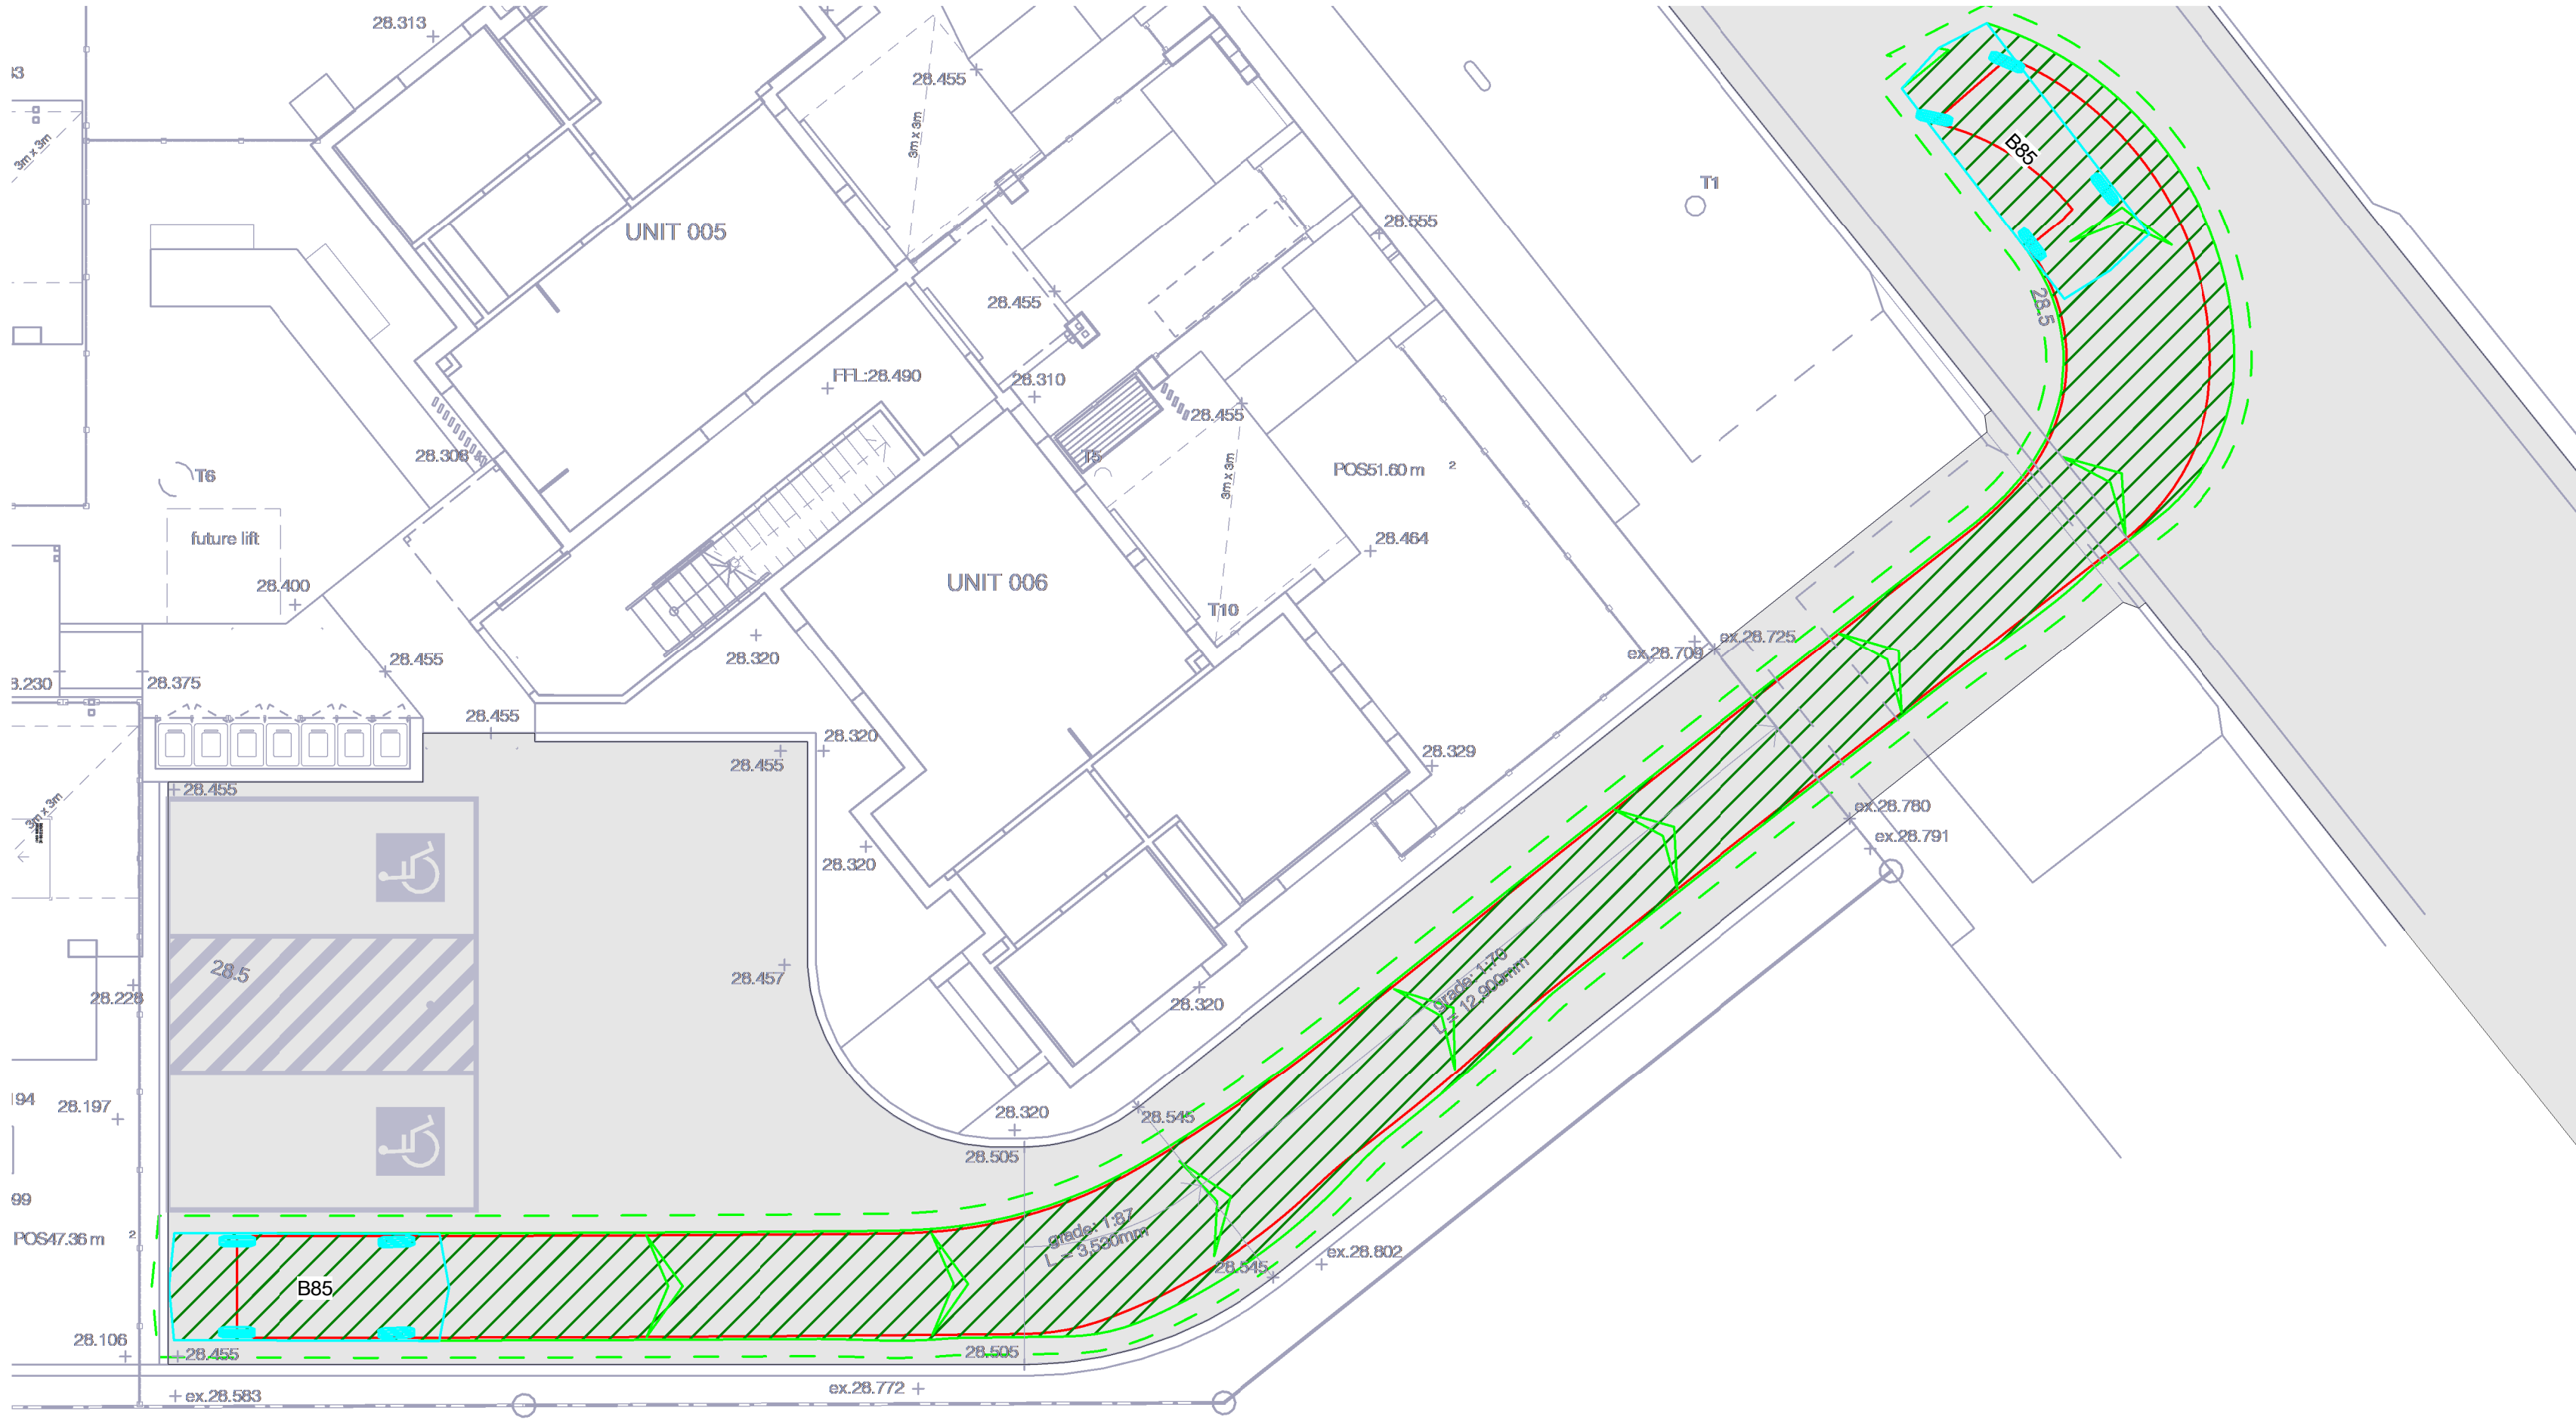 28.313
28.455
3m x 3m
3m x 3m
B85
T1
UNIT 005
28.555
28.455
28.5
FFL:28.490
28.310
28.455
28.308
T5
POS51.60 m 2
3m x 3m
T6
future lift
28.464
28.400
UNIT 006
T10
28.320
ex.28.709
ex.28.725
28.455
28.375
28.455
28.320
28.455
28.329
28.455
ex.28.780
ex.28.791
3m x 3m
28.320
28.5
28.457
28.228
28.320
grade: 1:78
L = 12,900mm
28.197
28.320
28.545
28.505
POS47.36 m 2
grade: 1:87
L = 3,530mm
ex.28.802
28.545
B85
28.106
28.455
28.505
ex.28.583
ex.28.772